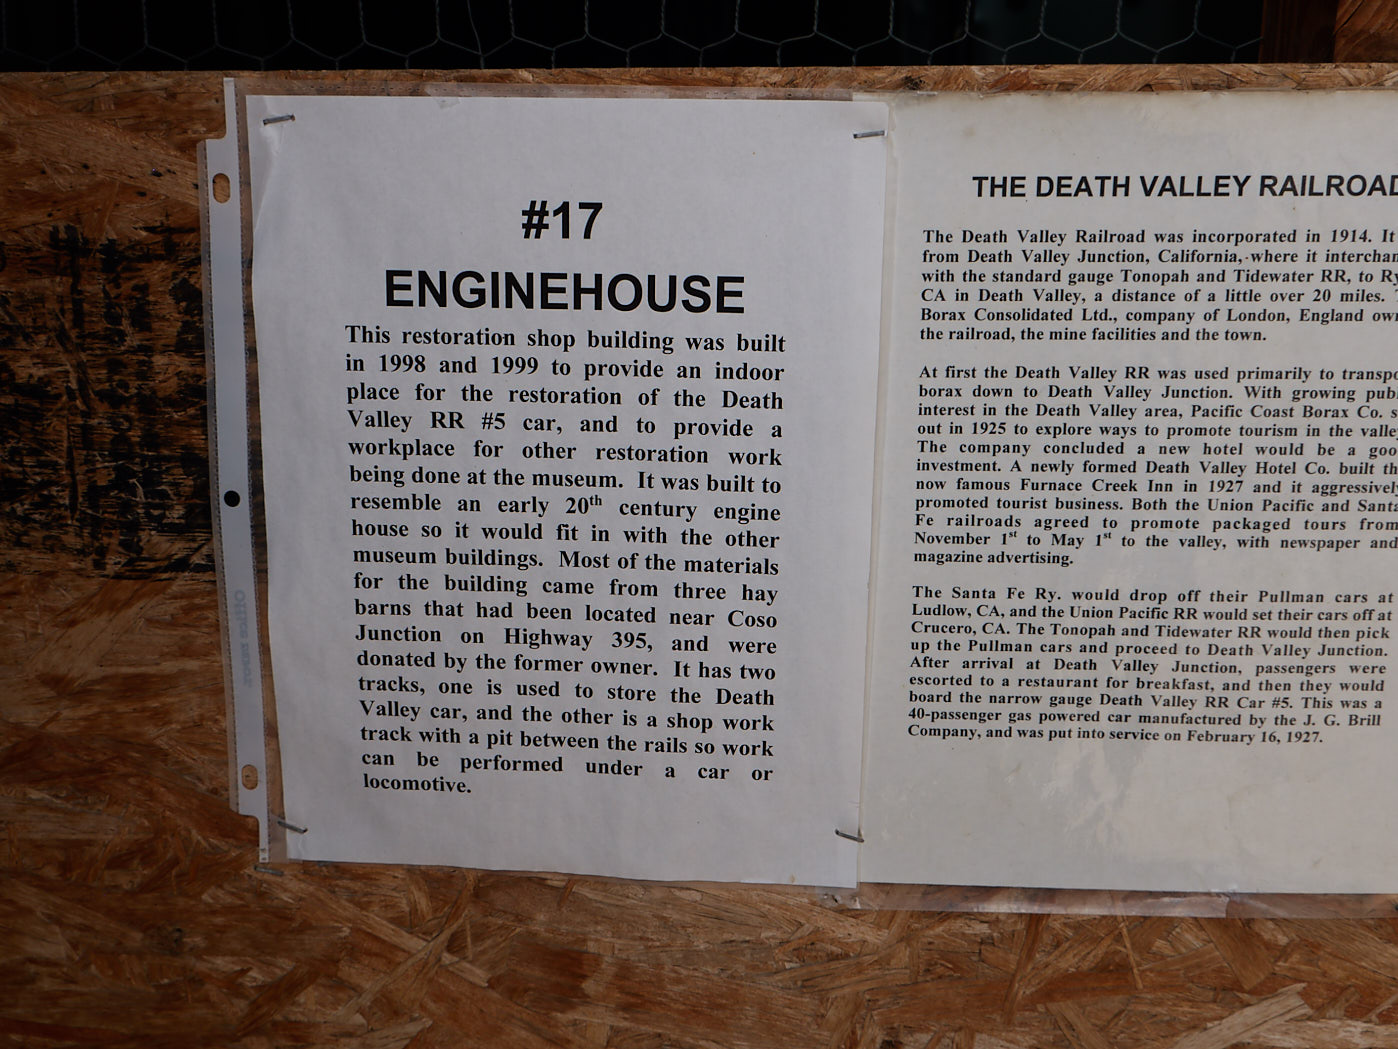 #17
ENGINEHOUSE
This restoration shop building was built
in 1998 and 1999 to provide an indoor
place for the restoration of the Death
Valley RR #5 car, and to provide a
workplace for other restoration work
being done at the museum. It was built to
resemble an early 20th century engine
house so it would fit in with the other
museum buildings. Most of the materials
for the building came from three hay
barns that had been located near Coso
Junction on Highway 395, and were
donated by the former owner. It has two
tracks, one is used to store the Death
Valley car, and the other is a shop work
track with a pit between the rails so work
can be performed under a car or
locomotive.
THE DEATH VALLEY RAILROAD
The Death Valley Railroad was incorporated in 1914. It
from Death Valley Junction, California, where it
with the standard gauge Tonopah and Tidewater RR, to
CA in Death Valley, a distance of a little over 20 miles.
Borax Consolidated Ltd., company of London, England
the railroad, the mine facilities and the town.
At first the Death Valley RR was used primarily to
borax down to Death Valley Junction. With growing
interest in the Death Valley area, Pacific Coast Borax Co.
out in 1925 to explore ways to promote tourism in the valley
The company concluded a new hotel would be a
investment. A newly formed Death Valley Hotel Co. built
now famous Furnace Creek Inn in 1927 and it aggressively
promoted tourist business. Both the Union Pacific and Santa
Fe railroads agreed to promote packaged tours from
November 1st to May 1st to the valley, with newspaper and
magazine advertising.
The Santa Fe Ry. would drop off their Pullman cars at
Ludlow, CA, and the Union Pacific RR would set their cars off at
Crucero, CA. The Tonopah and Tidewater RR would then pick
up the Pullman cars and proceed to Death Valley Junction.
After arrival at Death Valley Junction, passengers were
escorted to a restaurant for breakfast, and then they would
board the narrow gauge Death Valley RR Car #5. This was a
40-passenger gas powered car manufactured by the J. G. Brill
Company, and was put into service on February 16, 1927.